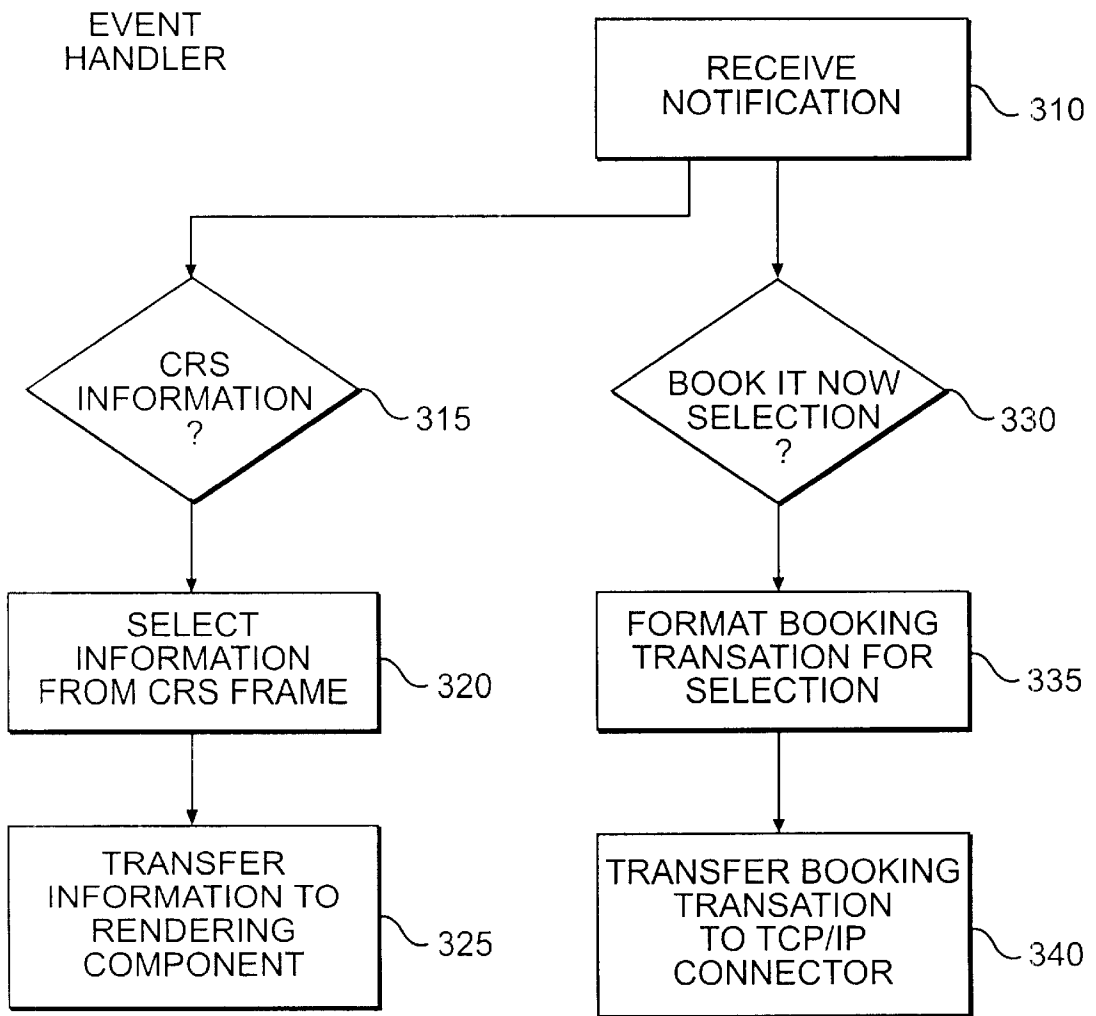 EVENT
HANDLER
RECEIVE
NOTIFICATION
310
CRS
INFORMATION
?
315
BOOK IT NOW
SELECTION
?
330
SELECT
INFORMATION
FROM CRS FRAME
320
FORMAT BOOKING
TRANSATION FOR
SELECTION
335
TRANSFER
INFORMATION TO
RENDERING
COMPONENT
325
TRANSFER BOOKING
TRANSATION
TO TCP/IP
CONNECTOR
340